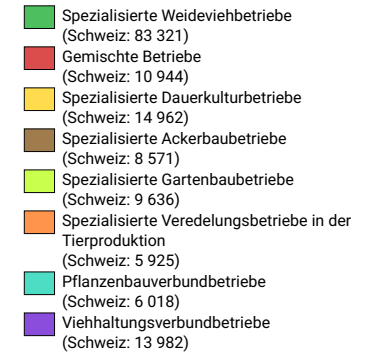 Spezialisierte Weideviehbetriebe
(Schweiz: 83 321)
Gemischte Betriebe
(Schweiz: 10 944)
Spezialisierte Dauerkulturbetriebe
(Schweiz: 14 962)
Spezialisierte Ackerbaubetriebe
(Schweiz: 8 571)
Spezialisierte Gartenbaubetriebe
(Schweiz: 9 636)
Spezialisierte Veredelungsbetriebe in der
Tierproduktion
(Schweiz: 5 925)
Pflanzenbauverbundbetriebe
(Schweiz: 6 018)
Viehhaltungsverbundbetriebe
(Schweiz: 13 982)